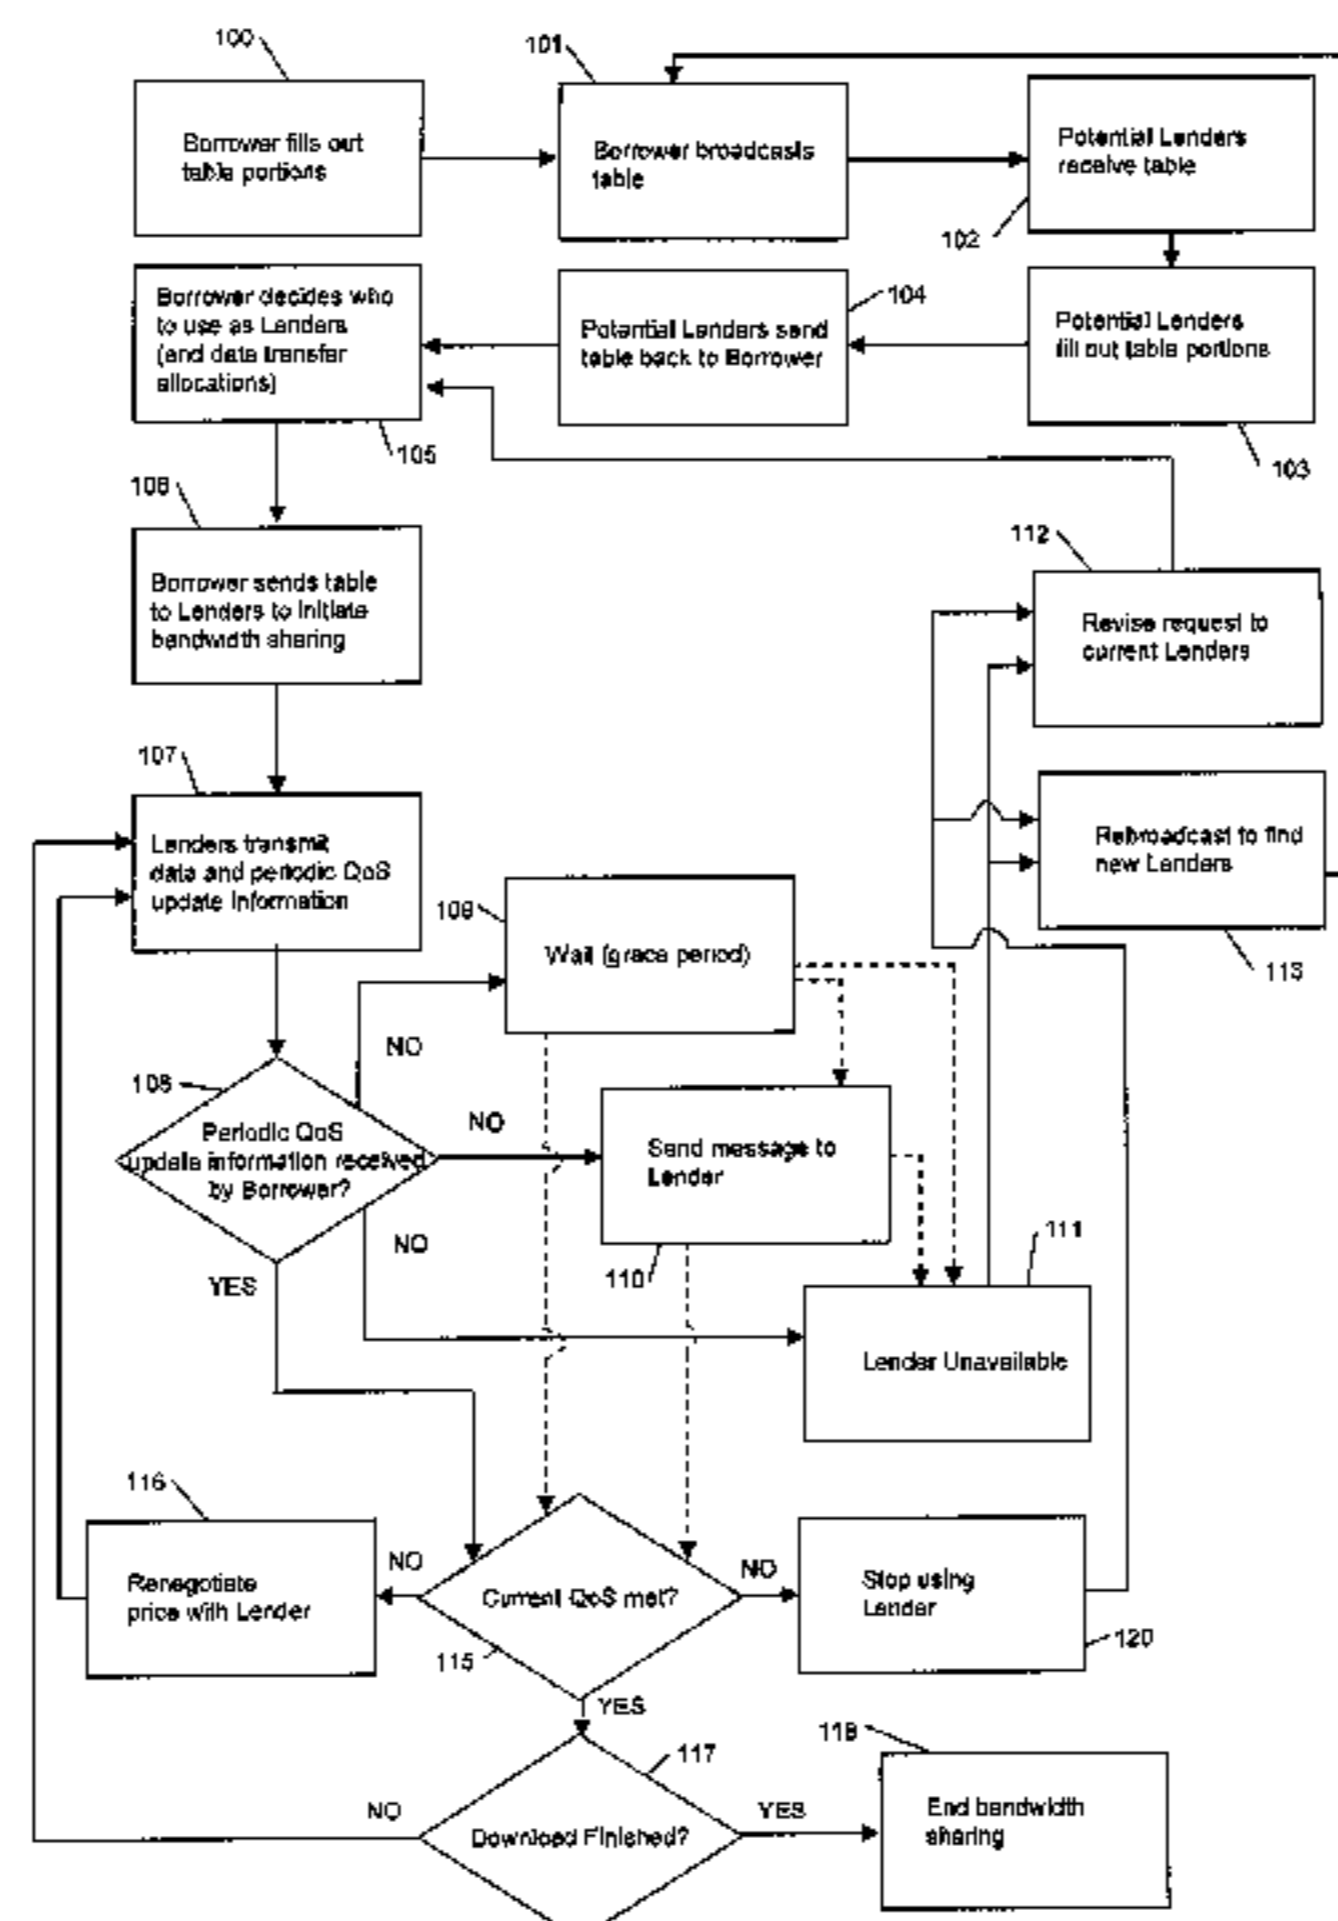 100
Borrower fills out
table portions
101
Borrower broadcasts
table
Potential Lenders
receive table
102
Borrower decides who
to use as Lenders
(and data transfer
allocations)
105
104
Potential Lenders send
table back to Borrower
Potential Lenders
fill out table portions
103
106
Borrower sends table
to Lenders to initiate
bandwidth sharing
112
Revise request to
current Lenders
107
Lenders transmit
data and periodic QoS
update information
Rebroadcast to find
new Lenders
113
109
Wait (grace period)
NO
108
Periodic QoS
update information received
by Borrower?
NO
Send message to
Lender
110
NO
YES
111
Lender Unavailable
116
Renegotiate
price with Lender
NO
Current QoS met?
115
NO
Stop using
Lender
120
YES
117
Download Finished?
NO
YES
118
End bandwidth
sharing